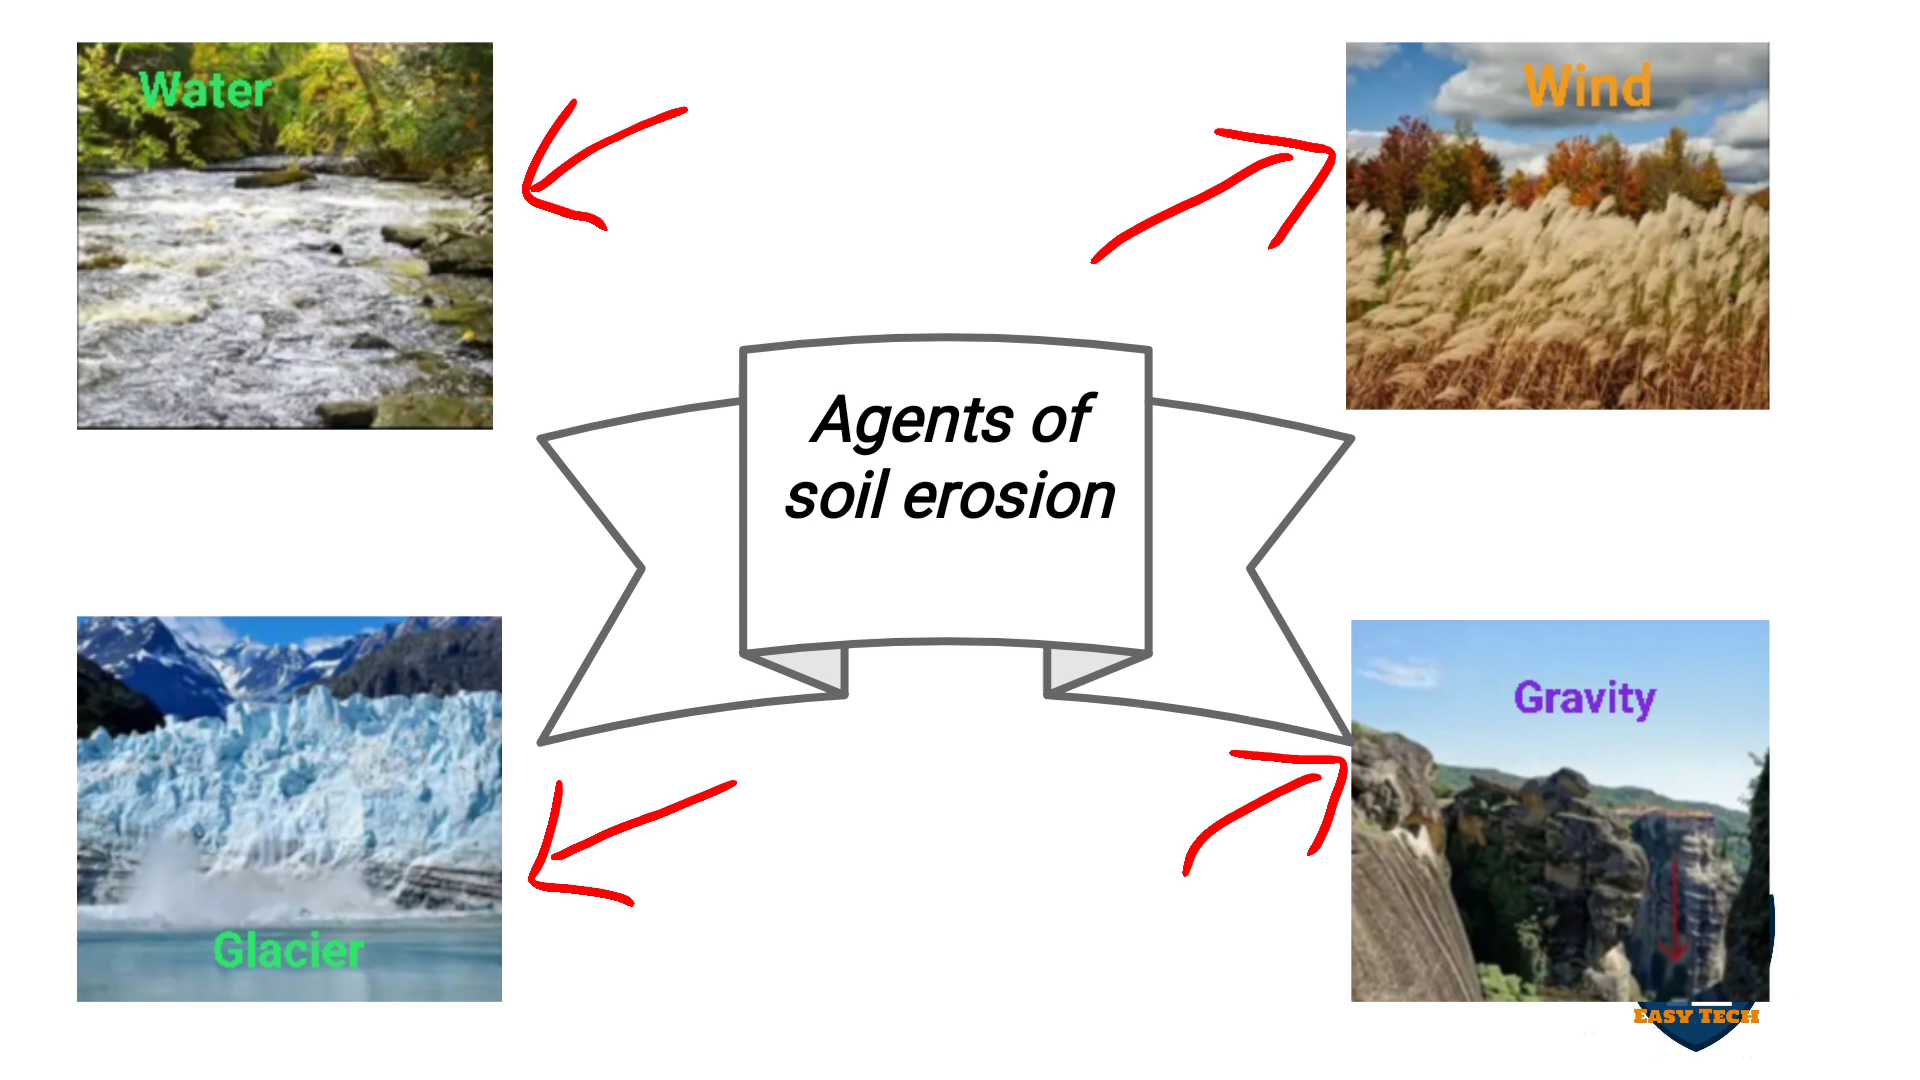 Water
Wind
Agents of
soil erosion
Glacier
Gravity
EASY TECH